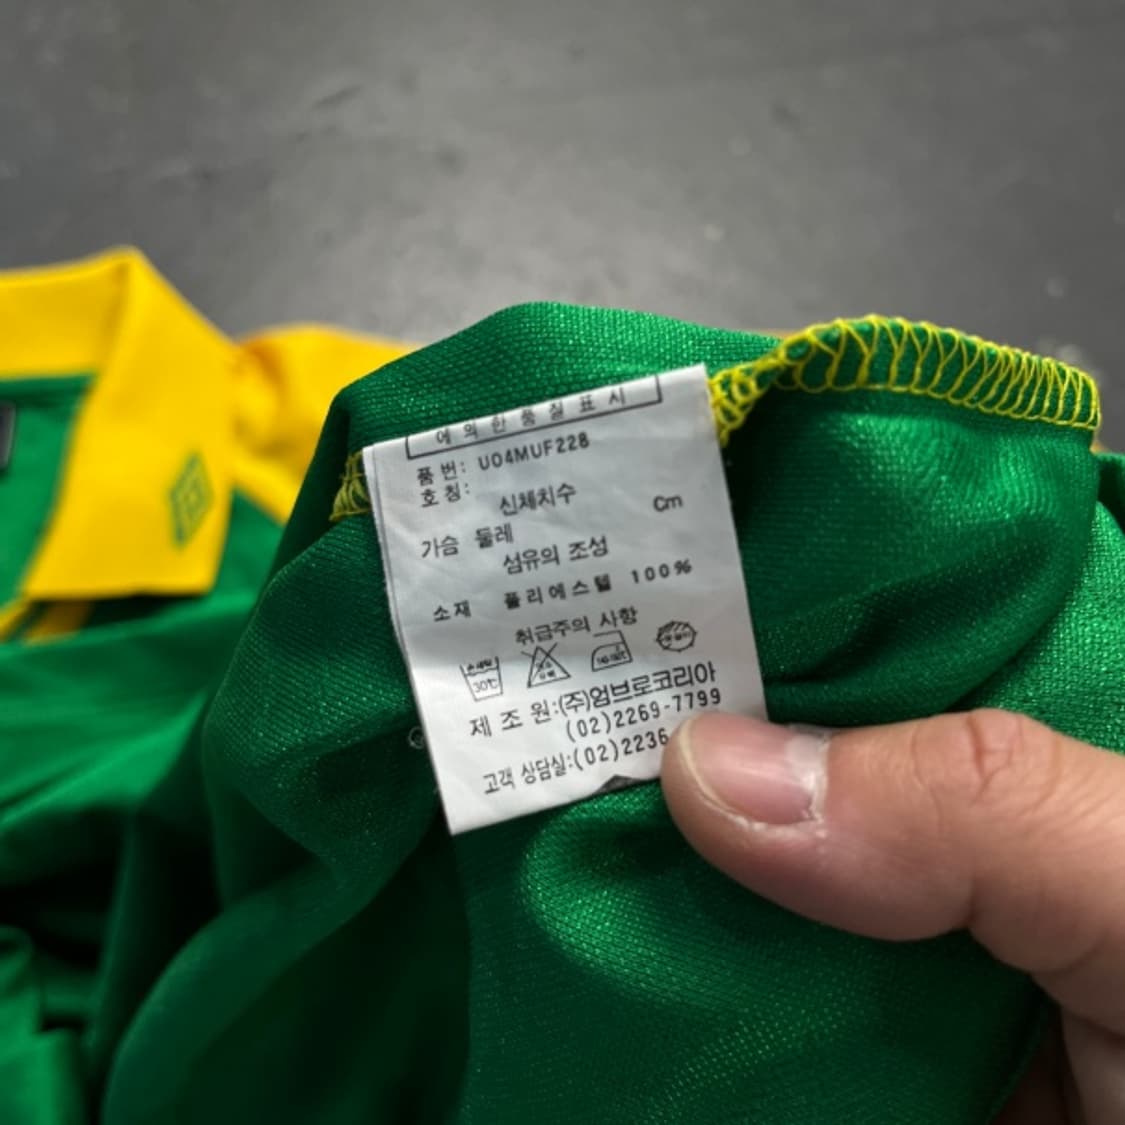 에 의 한 품 질 표 시
품 번: U04MUF228
호 칭:
신체치수 Cm
가슴 둘레
섬유의 조성
소재 폴리에스텔 100%
취급주의 사항
30℃
제 조 원:(주)엄브로코리아
(02)2269-7799
고객 상담실:(02)2236